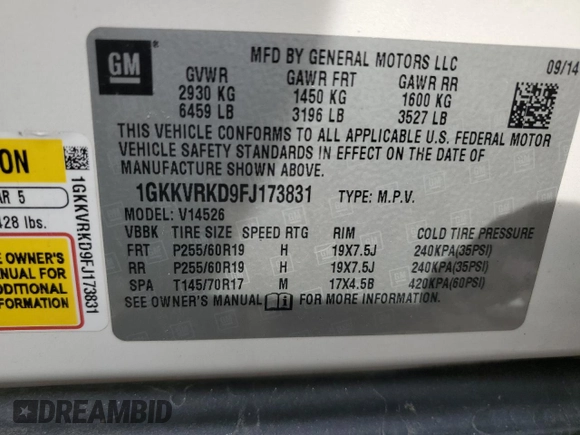 GM
®
MFD BY GENERAL MOTORS LLC
09/14
GVWR GAWR FRT GAWR RR
2930 KG 1450 KG 1600 KG
6459 LB 3196 LB 3527 LB
THIS VEHICLE CONFORMS TO ALL APPLICABLE U.S. FEDERAL MOTOR
VEHICLE SAFETY STANDARDS IN EFFECT ON THE DATE OF
MANUFACTURE SHOWN ABOVE.
1GKKVRKD9FJ173831 TYPE: M.P.V.
MODEL: V14526
VBBK TIRE SIZE SPEED RTG RIM COLD TIRE PRESSURE
FRT P255/60R19 H 19X7.5J 240KPA(35PSI)
RR P255/60R19 H 19X7.5J 240KPA(35PSI)
SPA T145/70R17 M 17X4.5B 420KPA(60PSI)
SEE OWNER'S MANUAL FOR MORE INFORMATION.
ON
AR 5
428 lbs.
E OWNER'S
NUAL FOR
DDITIONAL
FORMATION
1GKKVRKD9FJ173831
DREAMBID